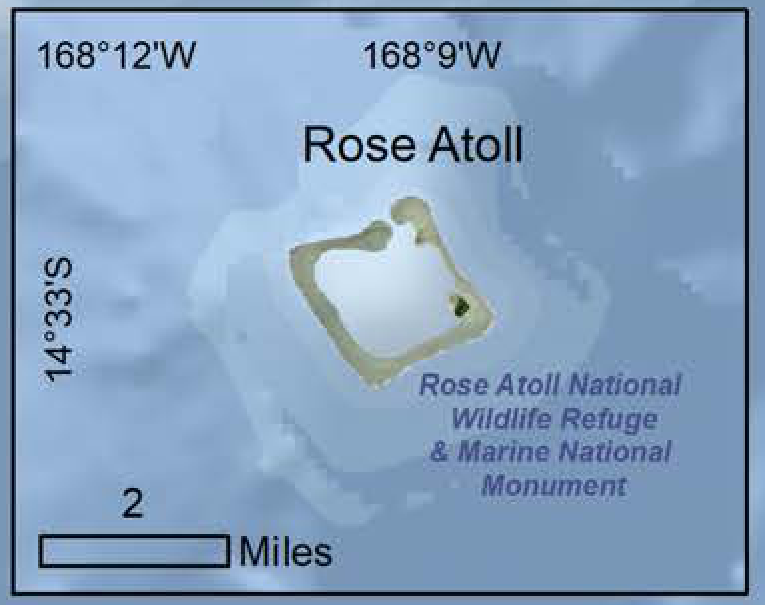 168°12'W 168°9'W
Rose Atoll
14°33'S
Rose Atoll National
Wildlife Refuge
& Marine National
Monument
2
Miles